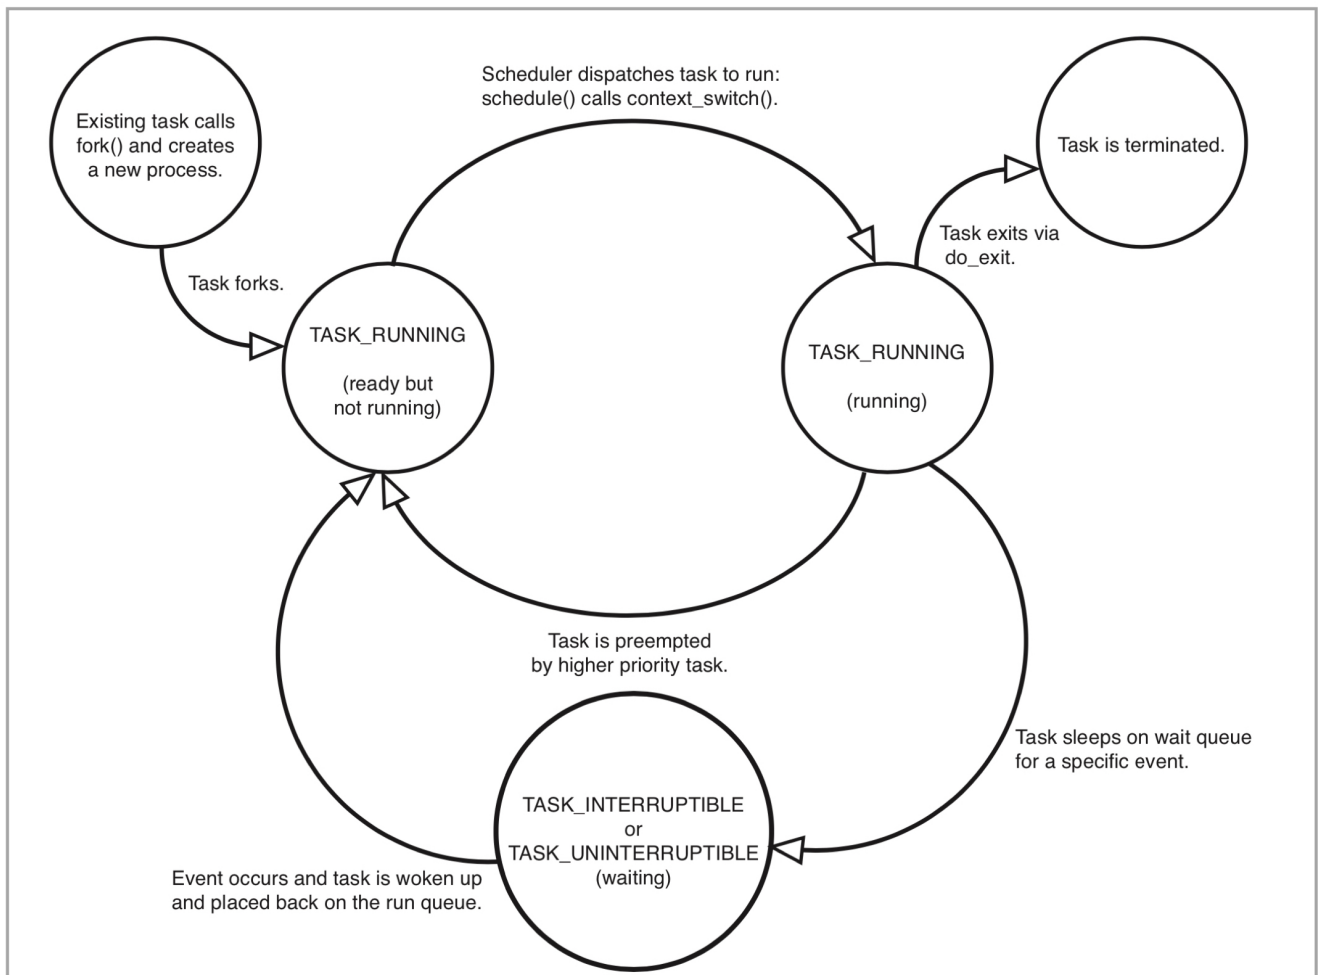 Existing task calls
fork() and creates
a new process.
Scheduler dispatches task to run:
schedule() calls context_switch().
Task is terminated.
Task forks.
Task exits via
do_exit.
TASK_RUNNING
(ready but
not running)
TASK_RUNNING
(running)
Task is preempted
by higher priority task.
Task sleeps on wait queue
for a specific event.
TASK_INTERRUPTIBLE
or
TASK_UNINTERRUPTIBLE
(waiting)
Event occurs and task is woken up
and placed back on the run queue.